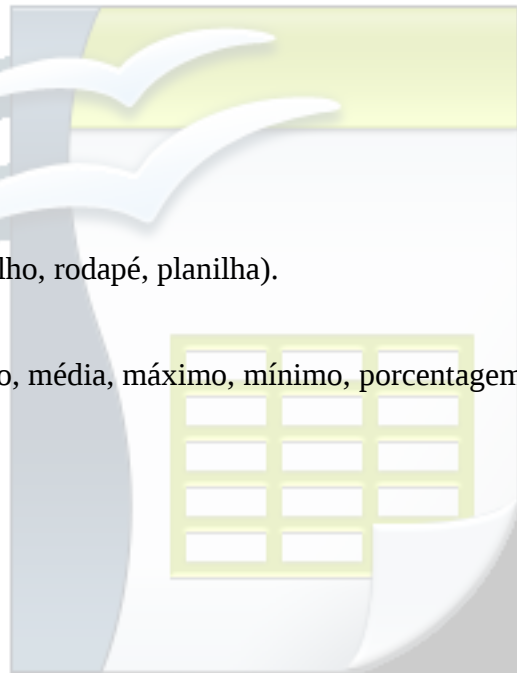 lho, rodapé, planilha).
o, média, máximo, mínimo, porcentagem